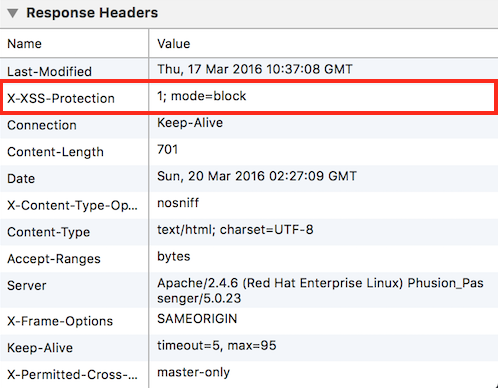 Response Headers
Name Value
Last-Modified Thu, 17 Mar 2016 10:37:08 GMT
X-XSS-Protection 1; mode=block
Connection Keep-Alive
Content-Length 701
Date Sun, 20 Mar 2016 02:27:09 GMT
X-Content-Type-Op... nosniff
Content-Type text/html; charset=UTF-8
Accept-Ranges bytes
Server Apache/2.4.6 (Red Hat Enterprise Linux) Phusion_Pas
senger/5.0.23
X-Frame-Options SAMEORIGIN
Keep-Alive timeout=5, max=95
X-Permitted-Cross-... master-only